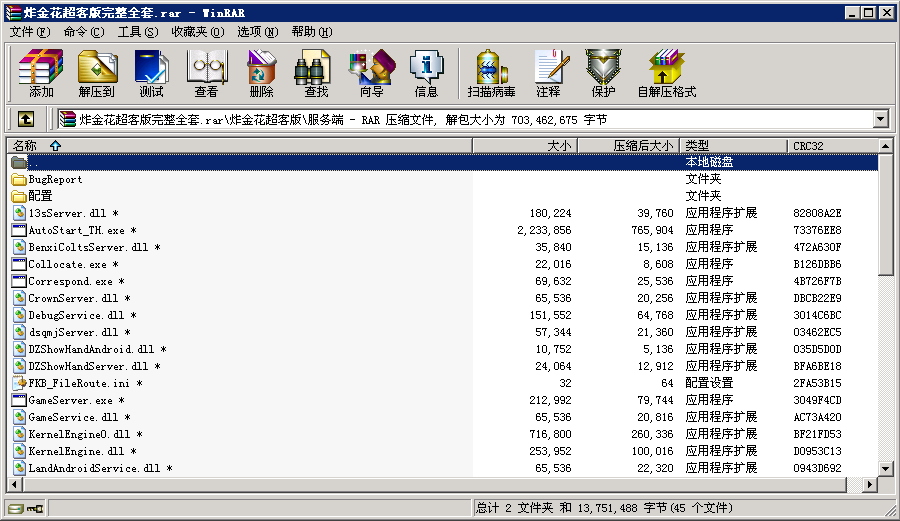 炸金花超客版完整全套.rar - WinRAR
文件(F) 命令(C) 工具(S) 收藏夹(O) 选项(N) 帮助(H)
添加 解压到 测试 查看 删除 查找 向导 信息 扫描病毒 注释 保护 自解压格式
炸金花超客版完整全套.rar\炸金花超客版\服务端 - RAR 压缩文件, 解包大小为 703,462,675 字节
名称 大小 压缩后大小 类型 CRC32
.. 本地磁盘
BugReport 文件夹
配置 文件夹
13sServer.dll * 180,224 39,760 应用程序扩展 82808A2E
AutoStart_TH.exe * 2,233,856 765,904 应用程序 73376EE8
BenxiColtsServer.dll * 35,840 15,136 应用程序扩展 472A630F
Collocate.exe * 22,016 8,608 应用程序 B126DBB6
Correspond.exe * 69,632 25,536 应用程序 4B726F7B
CrownServer.dll * 65,536 20,256 应用程序扩展 DBCB22E9
DebugService.dll * 151,552 64,768 应用程序扩展 3014C6BC
dsqmjServer.dll * 57,344 21,360 应用程序扩展 03462EC5
DZShowHandAndroid.dll * 10,752 5,136 应用程序扩展 035D5D0D
DZShowHandServer.dll * 24,064 12,912 应用程序扩展 BFA6BE18
FKB_FileRoute.ini * 32 64 配置设置 2FA53B15
GameServer.exe * 212,992 79,744 应用程序 3049F4CD
GameService.dll * 65,536 20,816 应用程序扩展 AC73A420
KernelEngine0.dll * 716,800 260,336 应用程序扩展 BF21FD53
KernelEngine.dll * 253,952 100,016 应用程序扩展 D0953C13
LandAndroidService.dll * 65,536 22,320 应用程序扩展 0943D692
总计 2 文件夹 和 13,751,488 字节(45 个文件)